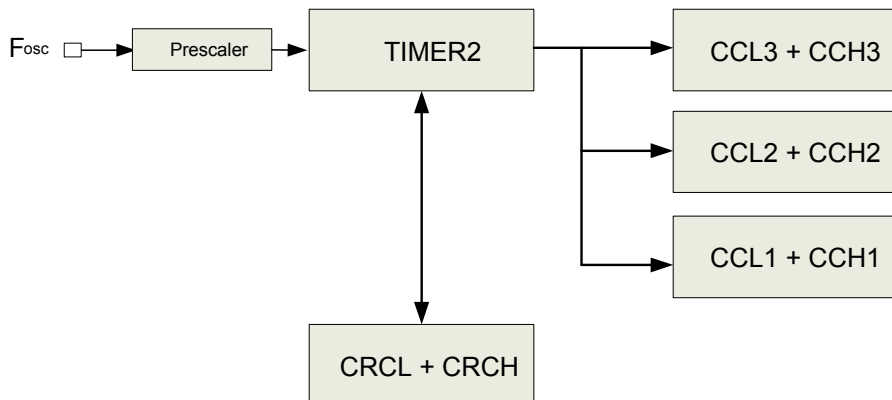 Fosc
Prescaler
TIMER2
CCL3 + CCH3
CCL2 + CCH2
CCL1 + CCH1
CRCL + CRCH